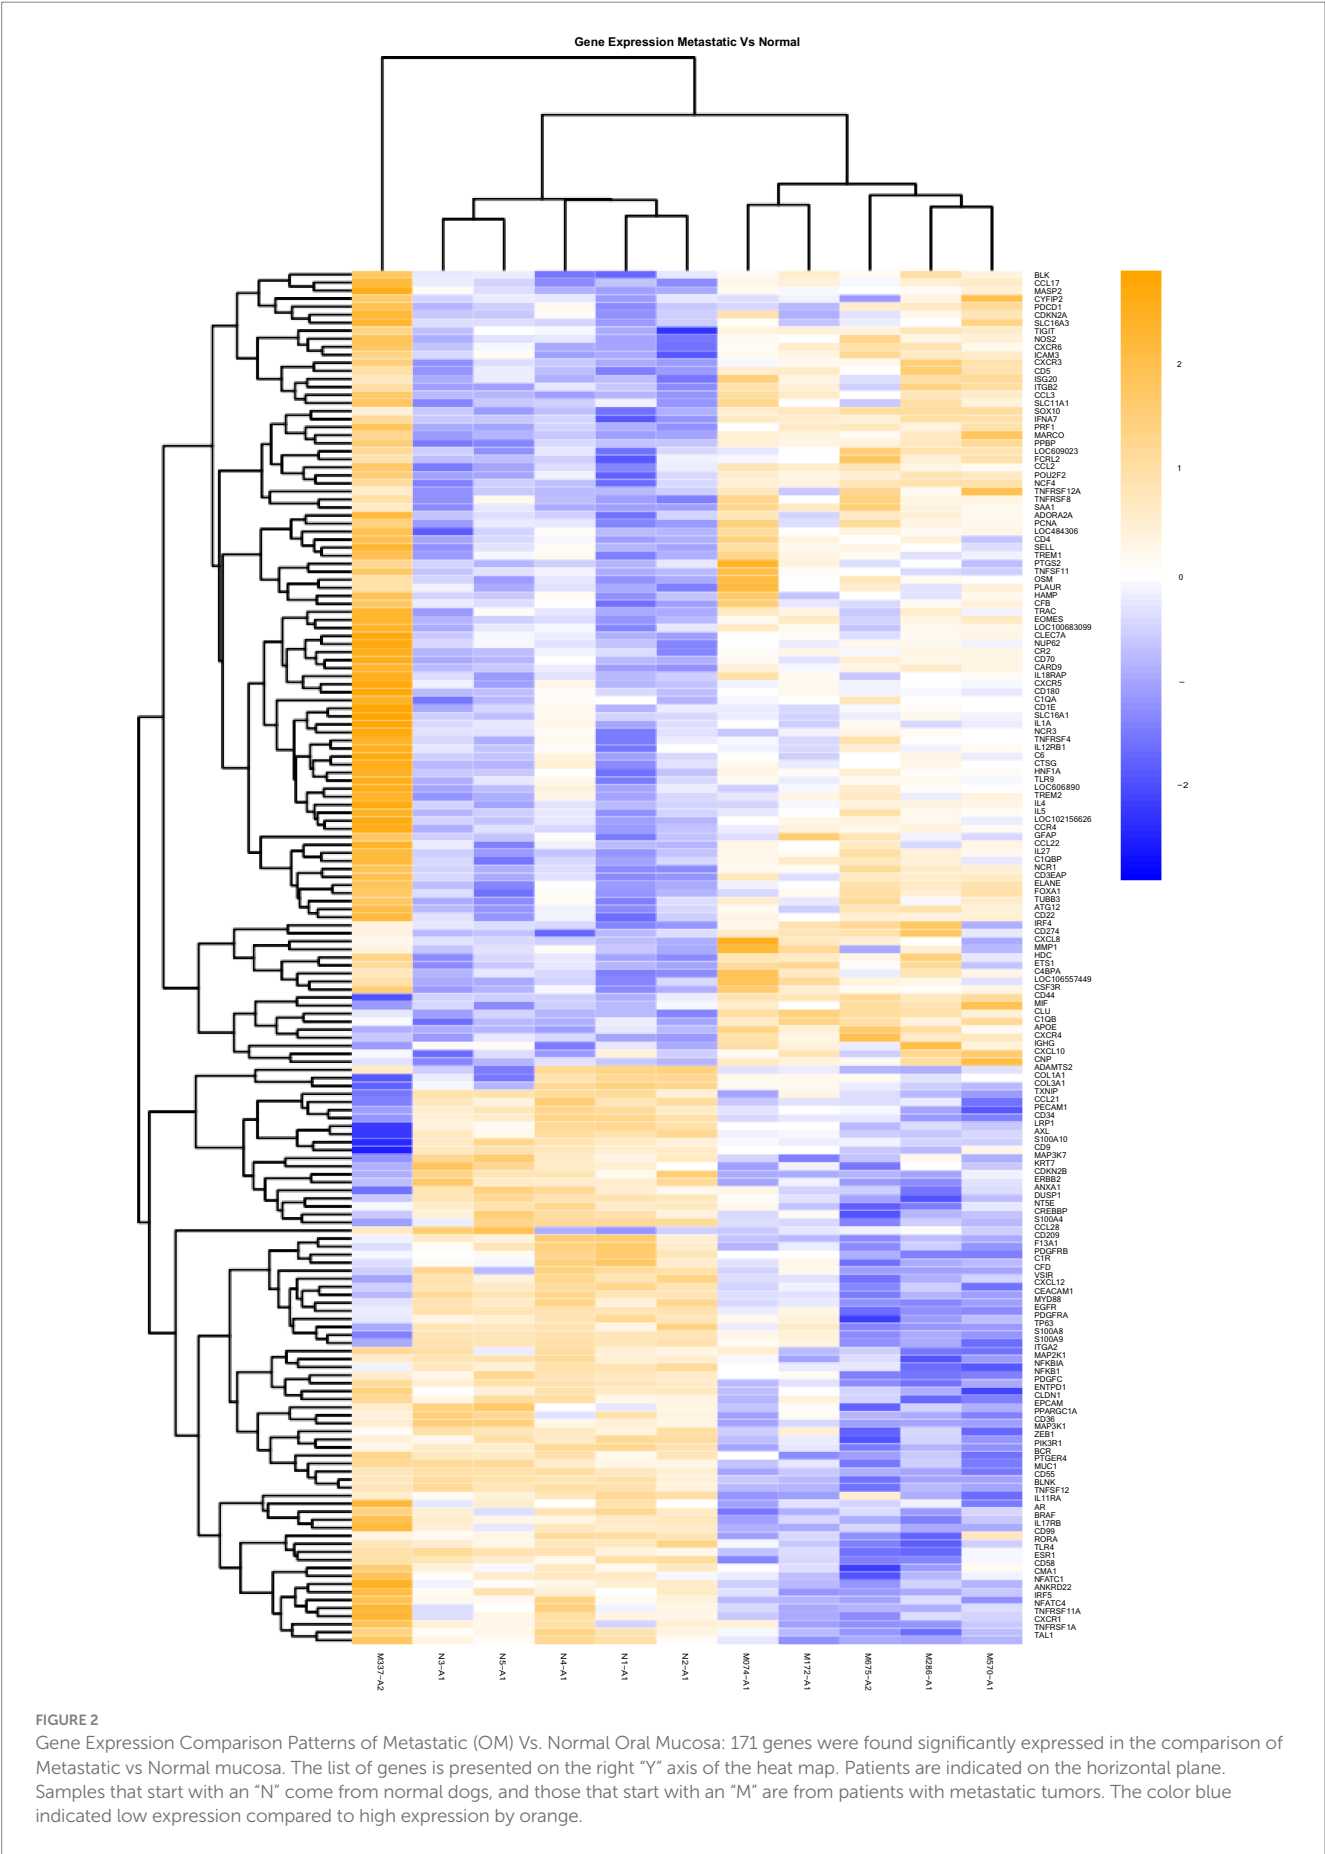 Gene Expression Metastatic Vs Normal
BLK
CCL17
MASP2
CYFIP2
PDCD1
CDKN2A
SLC16A3
TIGIT
NOS2
CXCR6
ICAM3
CXCR3
CD5
ISG20
ITGB2
CCL3
SLC11A1
SOX10
IFNA7
PRF1
MARCO
PPBP
LOC609023
FCRL2
CCL2
POU2F2
NCF4
TNFRSF12A
TNFRSF8
SAA1
ADORA2A
PCNA
LOC484306
CD4
SELL
TREM1
PTGS2
TNFSF11
OSM
PLAUR
HAMP
CFB
TRAC
EOMES
LOC100683099
CLEC7A
NUP62
CR2
CD70
CARD9
IL18RAP
CXCR5
CD180
C1QA
CD1E
SLC16A1
IL1A
NCR3
TNFRSF4
IL12RB1
C6
CTSG
HNF1A
TLR9
LOC606890
TREM2
IL4
IL5
LOC102156626
CCR4
GFAP
CCL22
IL27
C1QBP
NCR1
CD3EAP
ELANE
FOXA1
TUBB3
ATG12
CD22
IRF4
CD274
CXCL8
MMP1
HDC
ETS1
C4BPA
LOC106557449
CSF3R
CD44
MIF
CLU
C1QB
APOE
CXCR4
IGHG
CXCL10
CNP
ADAMTS2
COL1A1
COL3A1
TXNIP
CCL21
PECAM1
CD34
LRP1
AXL
S100A10
CD9
MAP3K7
KRT7
CDKN2B
ERBB2
ANXA1
DUSP1
NT5E
CREBBP
S100A4
CCL28
CD209
F13A1
PDGFRB
C1R
CFD
VSIR
CXCL12
CEACAM1
MYD88
EGFR
PDGFRA
TP63
S100A8
S100A9
ITGA2
MAP2K1
NFKBIA
NFKB1
PDGFC
ENTPD1
CLDN1
EPCAM
PPARGC1A
CD36
MAP3K1
ZEB1
PIK3R1
BCR
PTGER4
MUC1
CD55
BLNK
TNFSF12
IL11RA
AR
BRAF
IL17RB
CD99
RORA
TLR4
ESR1
CD58
CMA1
NFATC1
ANKRD22
IRF5
NFATC4
TNFRSF11A
CXCR1
TNFRSF1A
TAL1
2
1
0
−
−2
M337−A2
N3−A1
N5−A1
N4−A1
N1−A1
N2−A1
M074−A1
M172−A1
M675−A2
M286−A1
M570−A1
FIGURE 2
Gene Expression Comparison Patterns of Metastatic (OM) Vs. Normal Oral Mucosa: 171 genes were found significantly expressed in the comparison of
Metastatic vs Normal mucosa. The list of genes is presented on the right "Y" axis of the heat map. Patients are indicated on the horizontal plane.
Samples that start with an "N" come from normal dogs, and those that start with an "M" are from patients with metastatic tumors. The color blue
indicated low expression compared to high expression by orange.